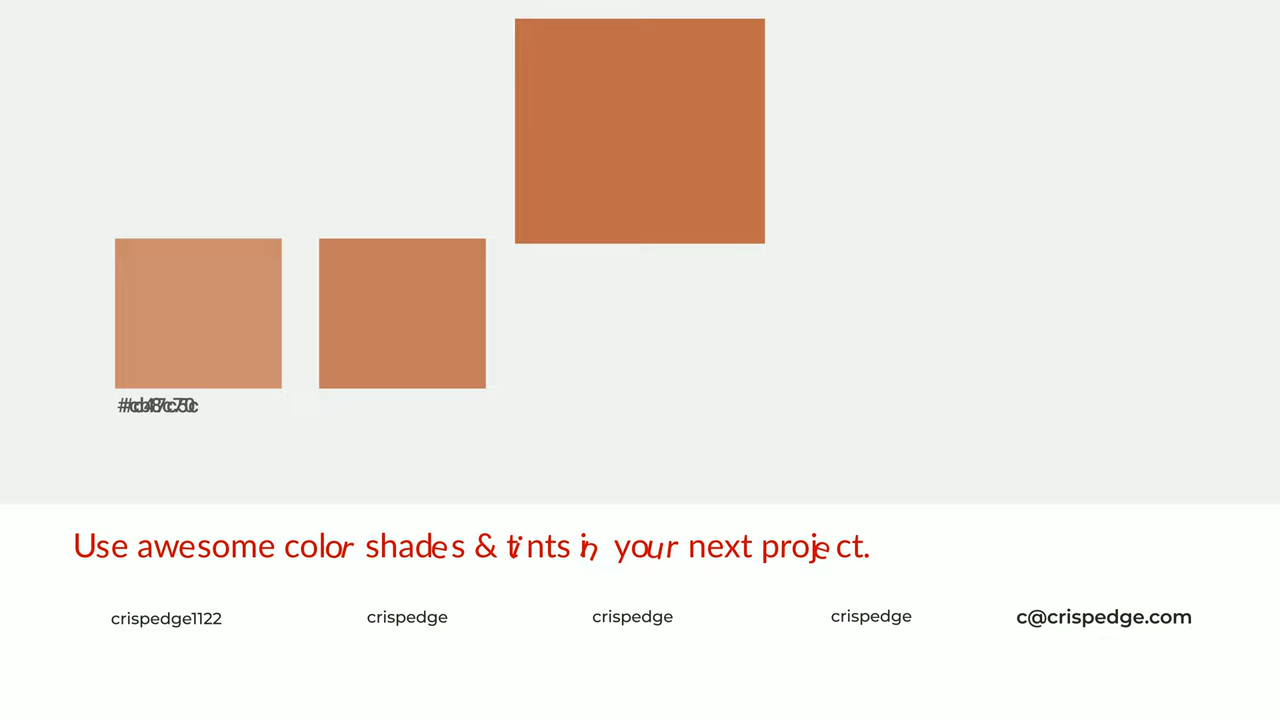 Use awesome color shades & tints in your next project.
crispedge1122 crispedge crispedge crispedge c@crispedge.com